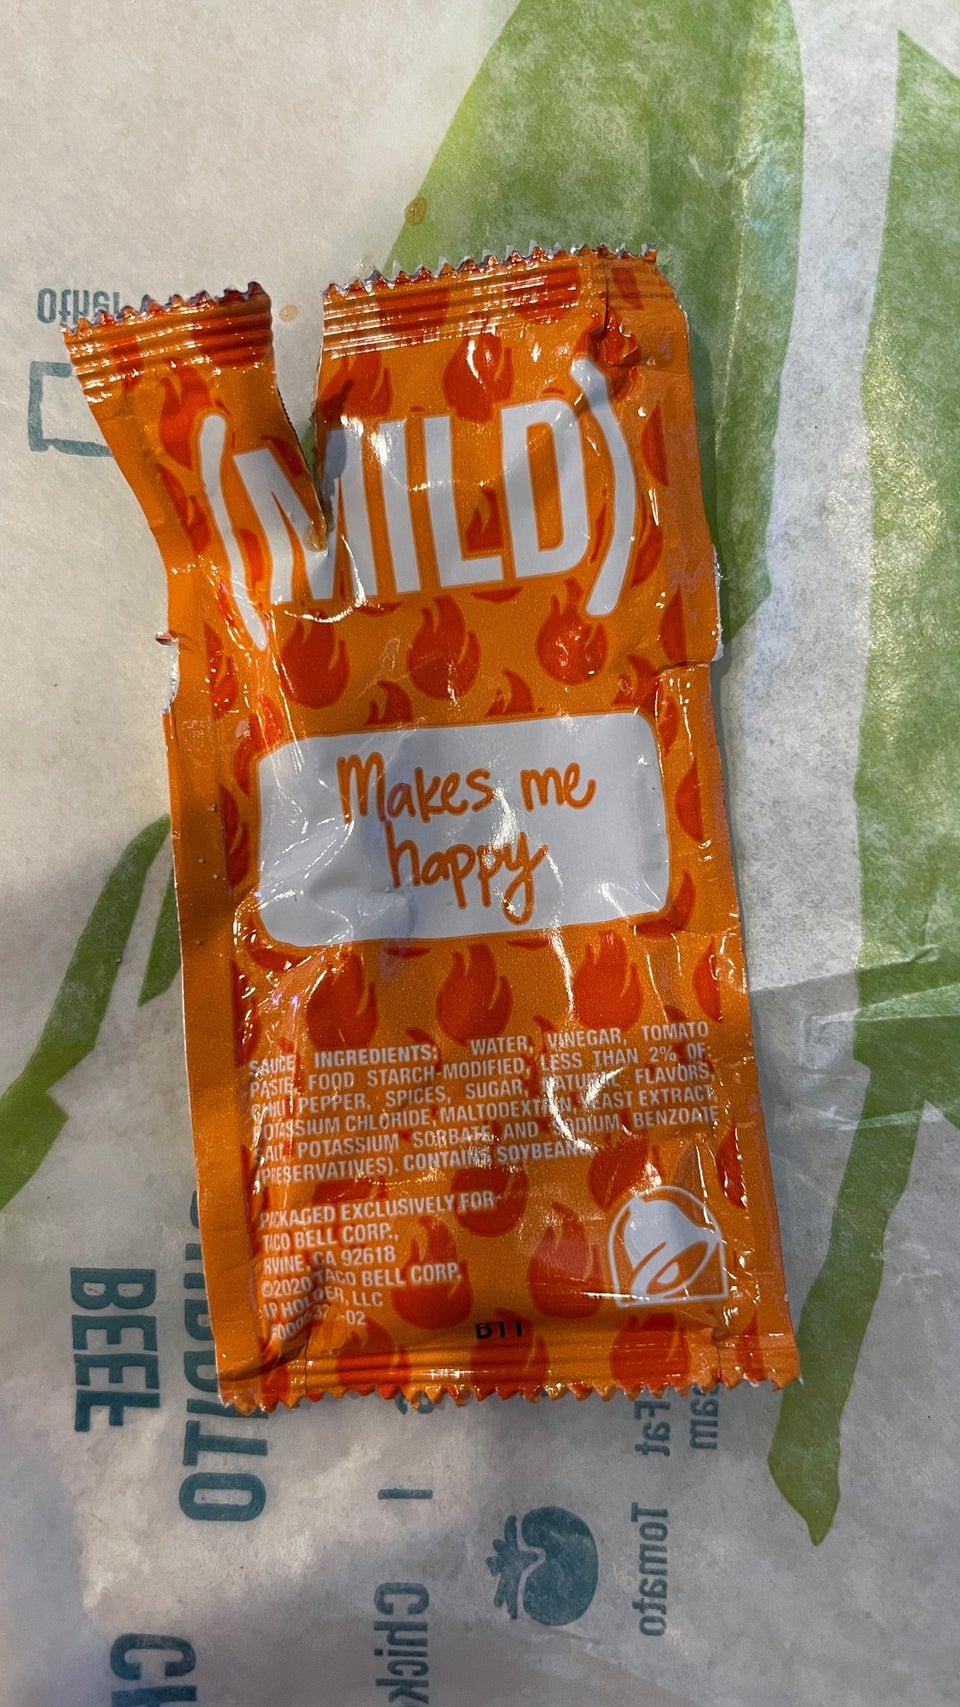 (MILD)
Makes me
happy
SAUCE INGREDIENTS: WATER, VINEGAR, TOMATO
PASTE, FOOD STARCH-MODIFIED, LESS THAN 2% OF:
CHILI PEPPER, SPICES, SUGAR, NATURAL FLAVORS,
POTASSIUM CHLORIDE, MALTODEXTRIN, YEAST EXTRACT,
SALT, POTASSIUM SORBATE AND SODIUM BENZOATE
(PRESERVATIVES). CONTAINS SOYBEANS.
PACKAGED EXCLUSIVELY FOR
TACO BELL CORP.,
IRVINE, CA 92618
©2020 TACO BELL CORP.
IP HOLDER, LLC
-02
B11
BEEF
Tomato